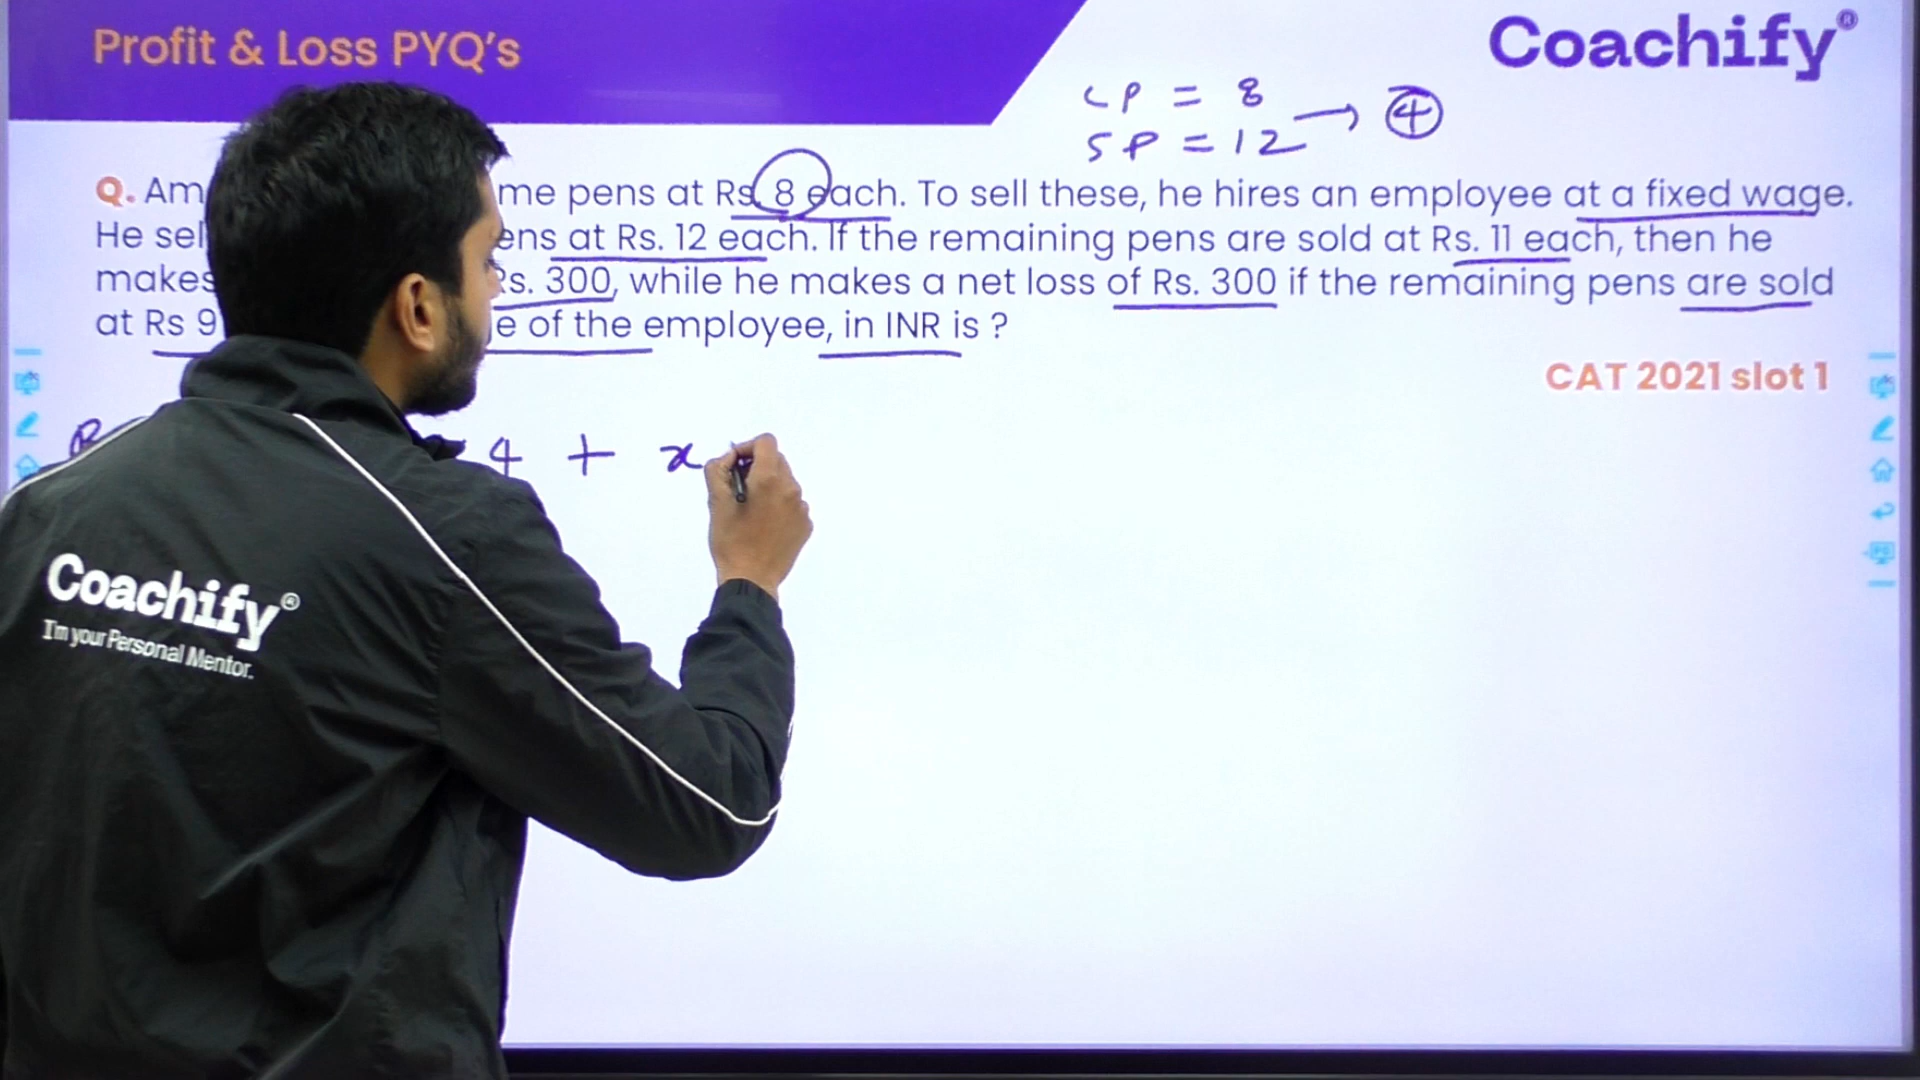 Profit & Loss PYQ's
Coachify®
CP = 8
SP = 12 → 4
Q. Am me pens at Rs. 8 each. To sell these, he hires an employee at a fixed wage.
He sel ens at Rs. 12 each. If the remaining pens are sold at Rs. 11 each, then he
makes Rs. 300, while he makes a net loss of Rs. 300 if the remaining pens are sold
at Rs 9 e of the employee, in INR is ?
CAT 2021 slot 1
4 + x
Coachify®
I'm your Personal Mentor.